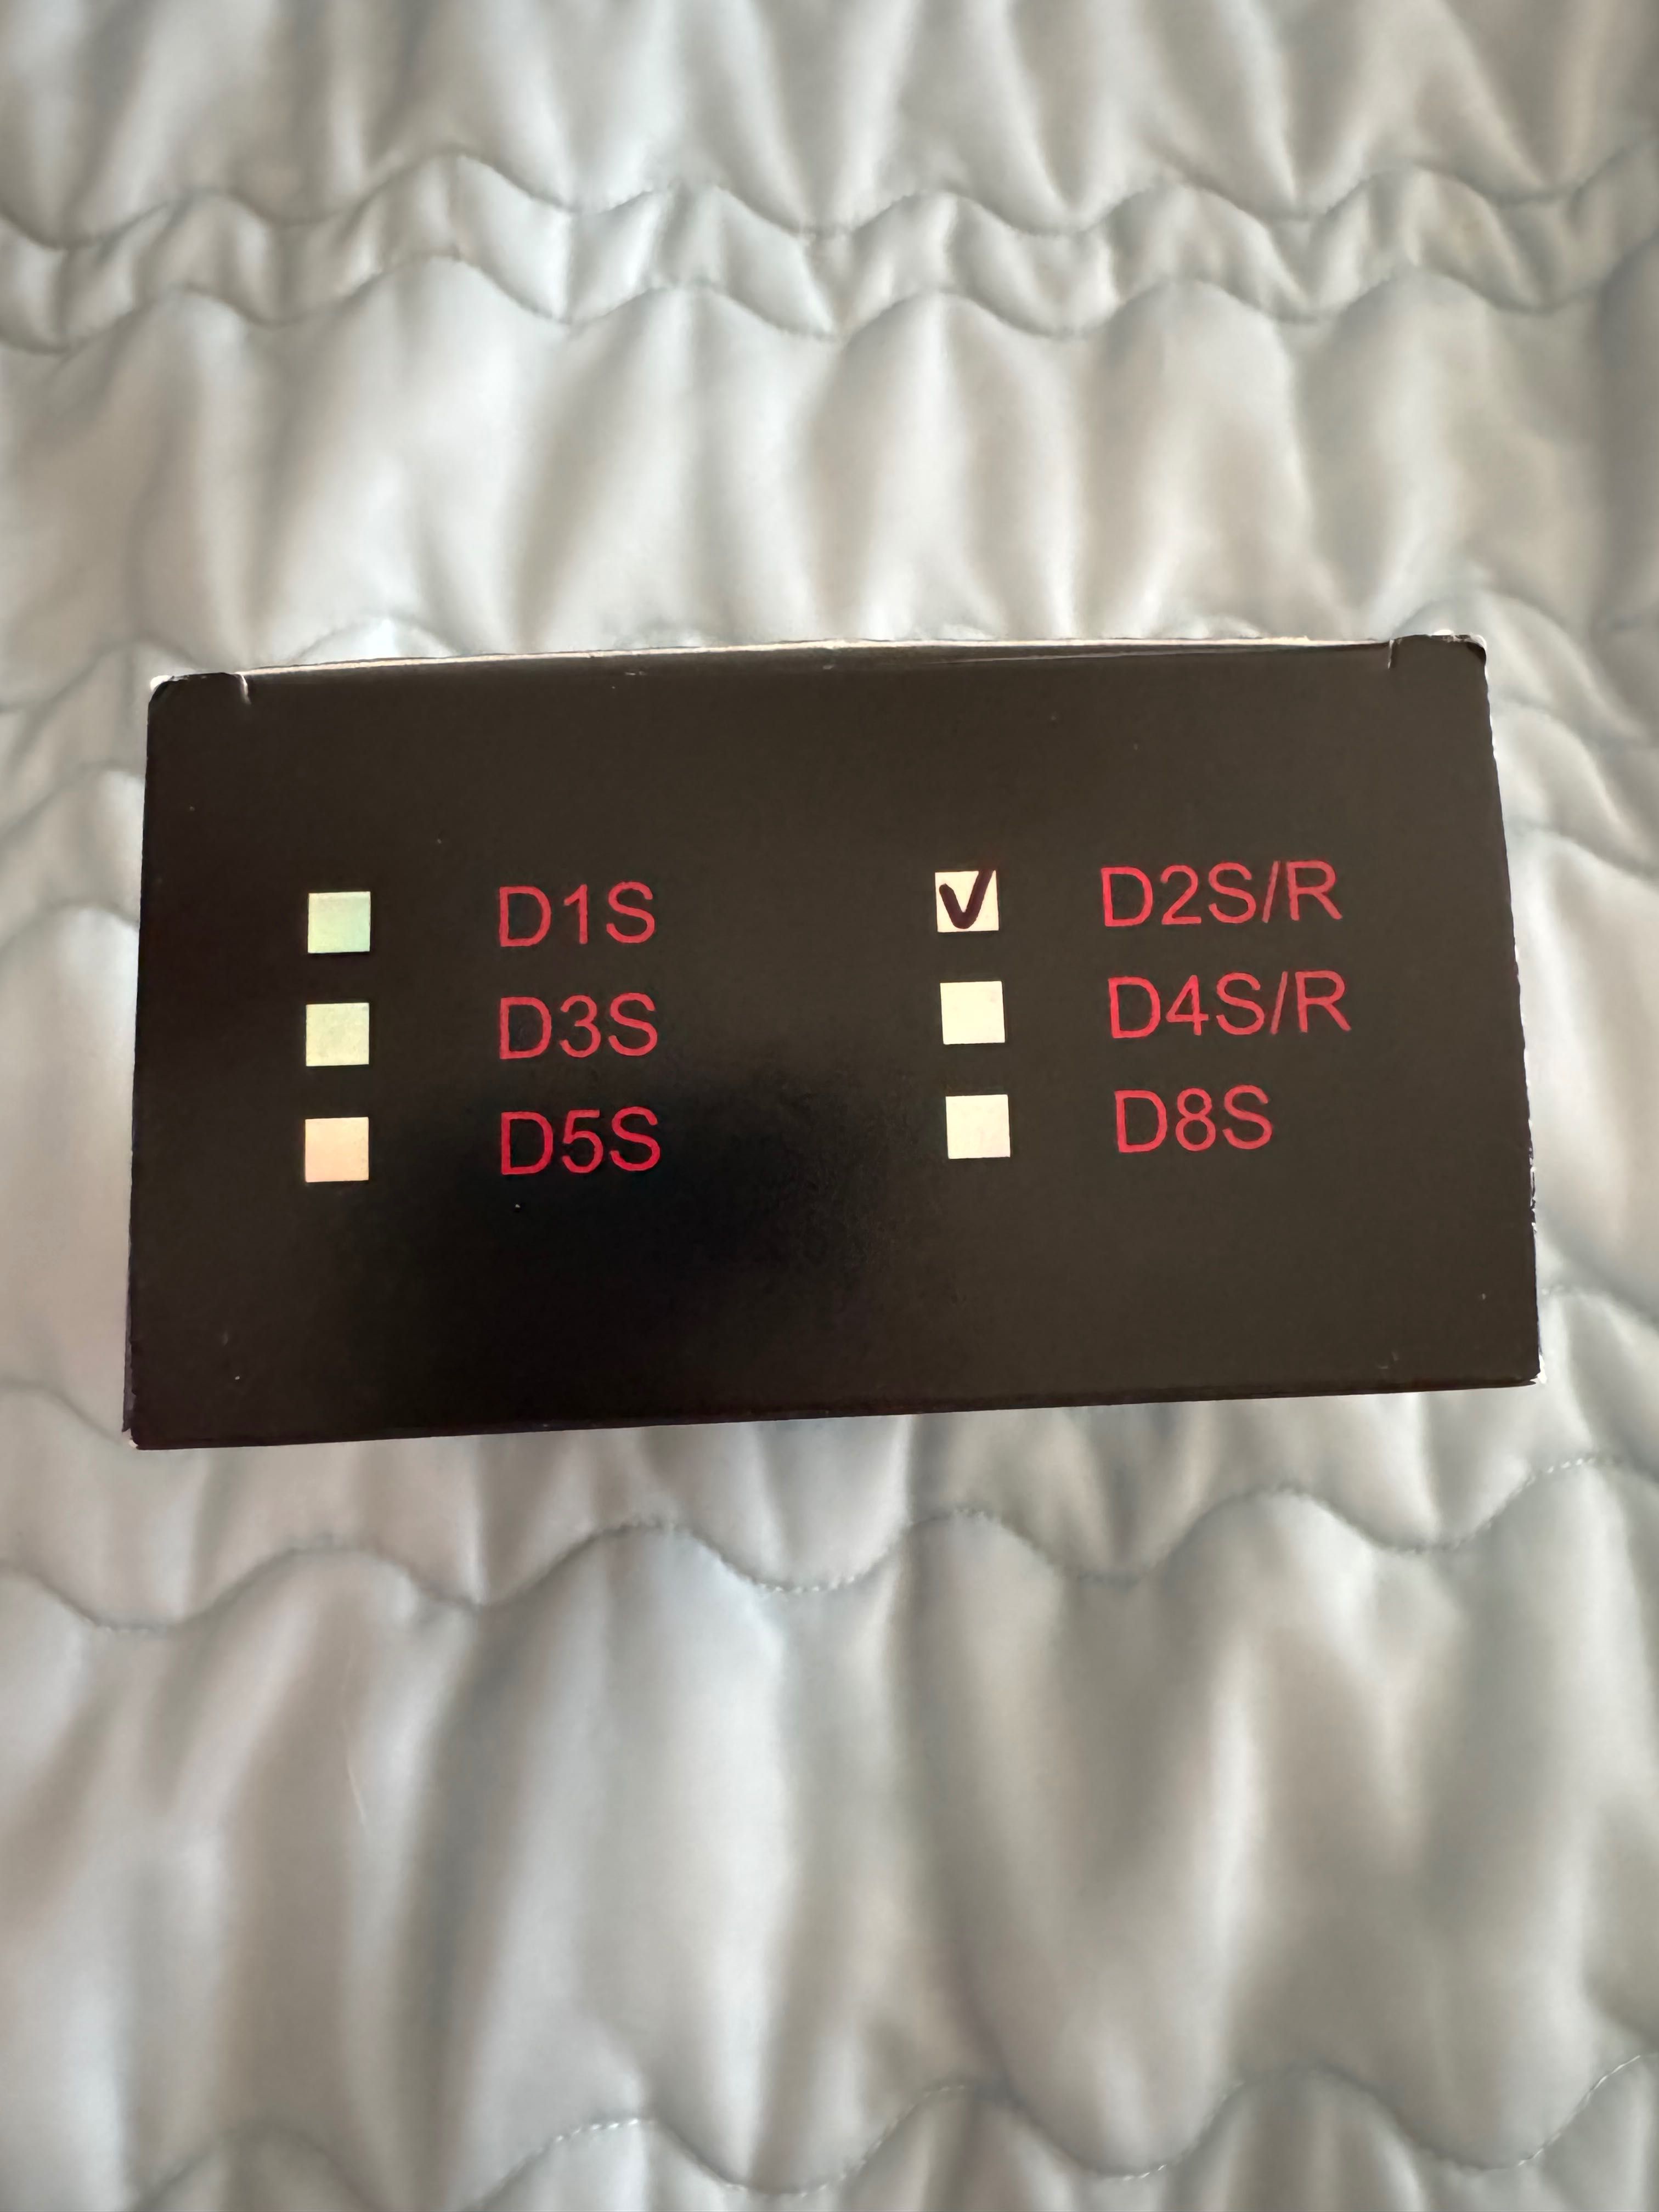 D1S
D2S/R
D3S
D4S/R
D5S
D8S